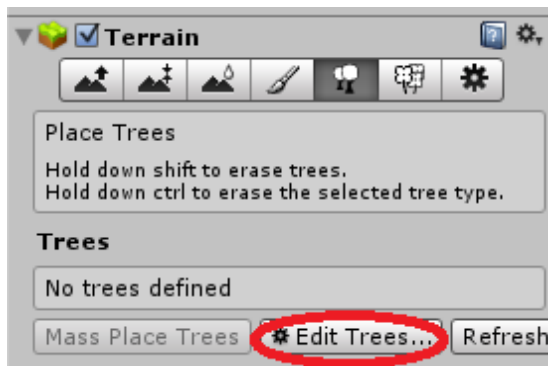 Terrain
Place Trees
Hold down shift to erase trees.
Hold down ctrl to erase the selected tree type.
Trees
No trees defined
Mass Place Trees Edit Trees... Refresh